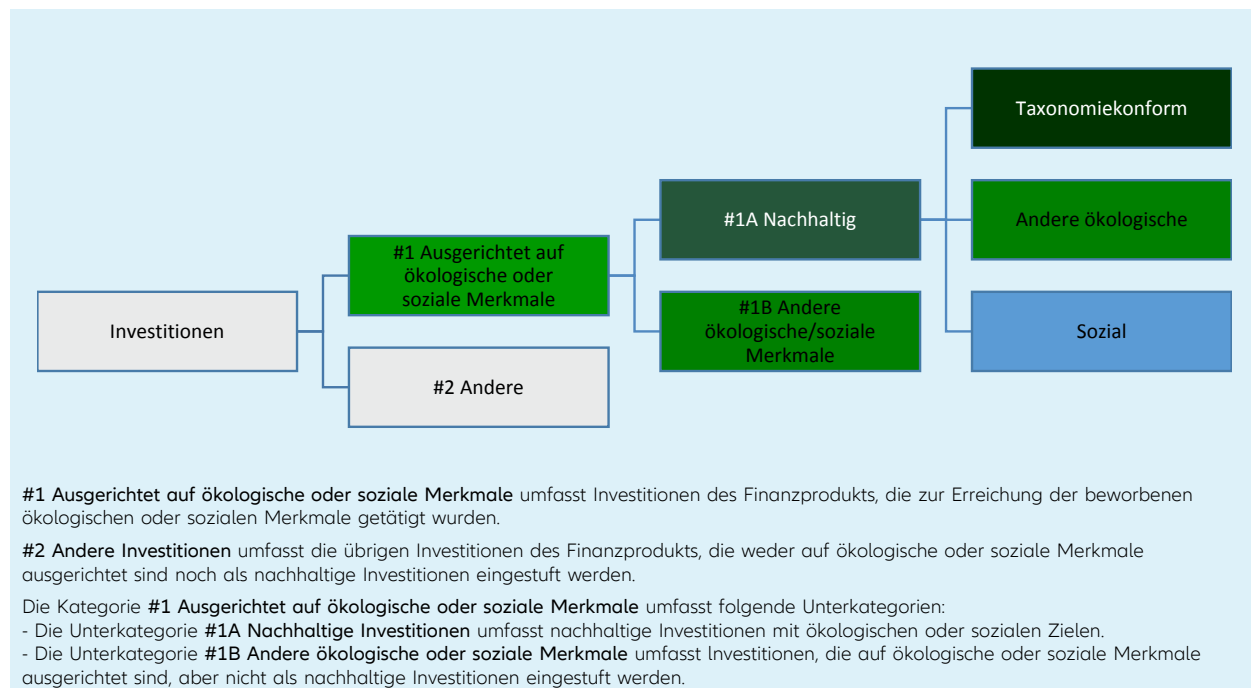 Taxonomiekonform
#1A Nachhaltig
Andere ökologische
#1 Ausgerichtet auf
ökologische oder
soziale Merkmale
Investitionen
#1B Andere
ökologische/soziale
Merkmale
Sozial
#2 Andere
#1 Ausgerichtet auf ökologische oder soziale Merkmale umfasst Investitionen des Finanzprodukts, die zur Erreichung der beworbenen
ökologischen oder sozialen Merkmale getätigt wurden.
#2 Andere Investitionen umfasst die übrigen Investitionen des Finanzprodukts, die weder auf ökologische oder soziale Merkmale
ausgerichtet sind noch als nachhaltige Investitionen eingestuft werden.
Die Kategorie #1 Ausgerichtet auf ökologische oder soziale Merkmale umfasst folgende Unterkategorien:
- Die Unterkategorie #1A Nachhaltige Investitionen umfasst nachhaltige Investitionen mit ökologischen oder sozialen Zielen.
- Die Unterkategorie #1B Andere ökologische oder soziale Merkmale umfasst Investitionen, die auf ökologische oder soziale Merkmale
ausgerichtet sind, aber nicht als nachhaltige Investitionen eingestuft werden.